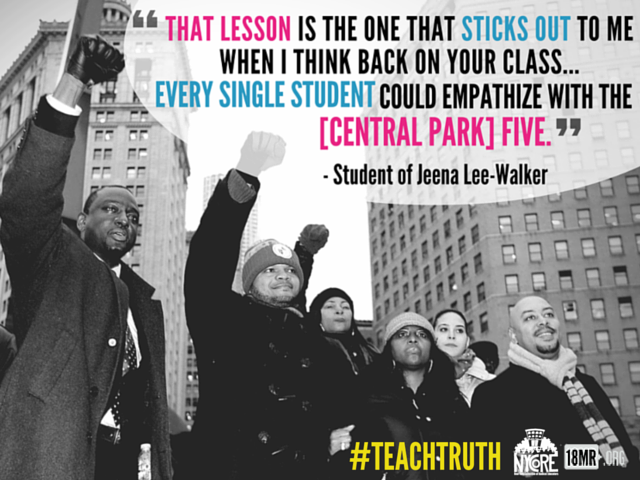 “ THAT LESSON IS THE ONE THAT STICKS OUT TO ME
WHEN I THINK BACK ON YOUR CLASS...
EVERY SINGLE STUDENT COULD EMPATHIZE WITH THE
[CENTRAL PARK] FIVE. ”
- Student of Jeena Lee-Walker
#TEACHTRUTH
NYCORE
18MR.ORG